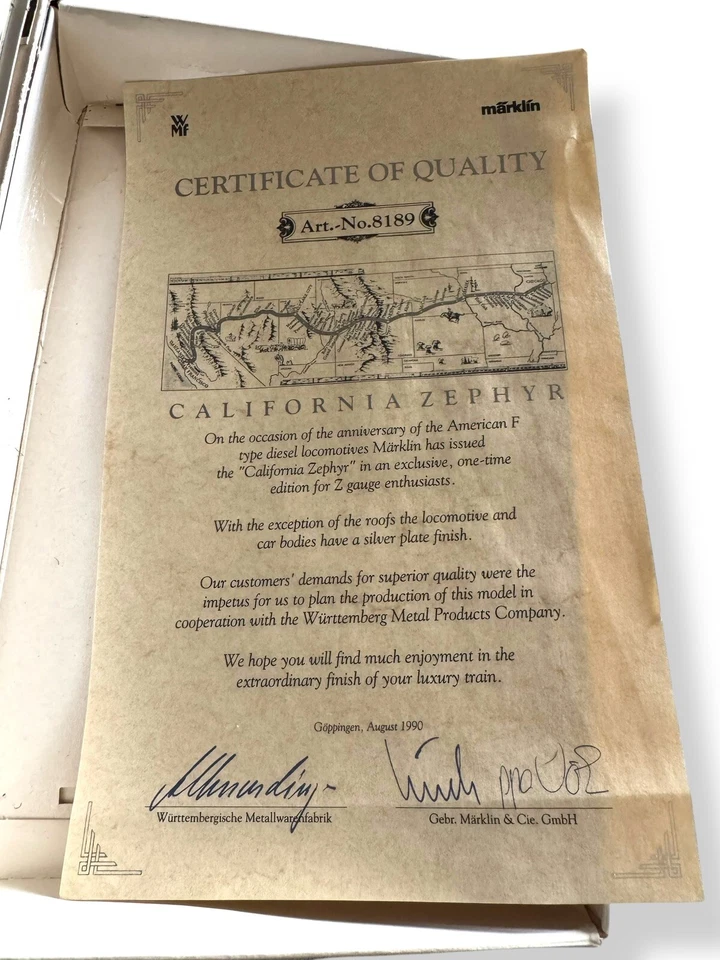 WMF
märklin
CERTIFICATE OF QUALITY
Art.-No.8189
CALIFORNIA ZEPHYR
On the occasion of the anniversary of the American F
type diesel locomotives Märklin has issued
the "California Zephyr" in an exclusive, one-time
edition for Z gauge enthusiasts.
With the exception of the roofs the locomotive and
car bodies have a silver plate finish.
Our customers' demands for superior quality were the
impetus for us to plan the production of this model in
cooperation with the Württemberg Metal Products Company.
We hope you will find much enjoyment in the
extraordinary finish of your luxury train.
Göppingen, August 1990
ppa
Württembergische Metallwarenfabrik
Gebr. Märklin & Cie. GmbH